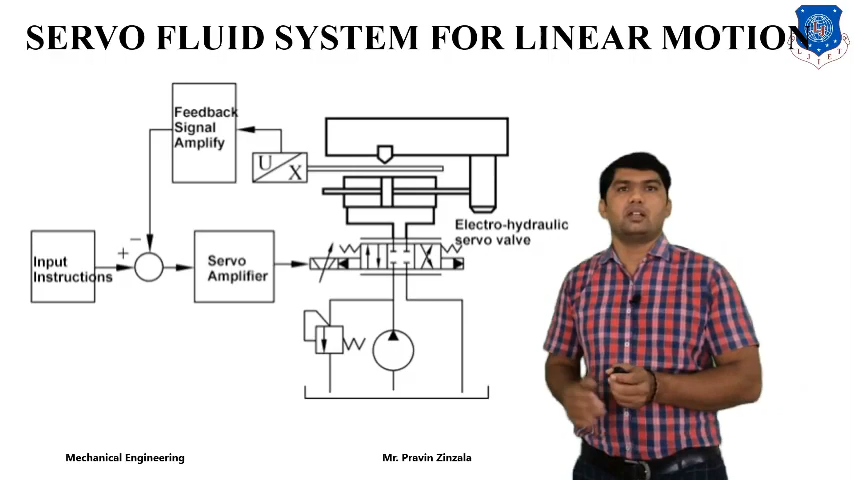 SERVO FLUID SYSTEM FOR LINEAR MOTION
LJIET
Feedback
Signal
Amplify
U
X
Electro-hydraulic
servo valve
+
−
Input
Instructions
Servo
Amplifier
Mechanical Engineering
Mr. Pravin Zinzala